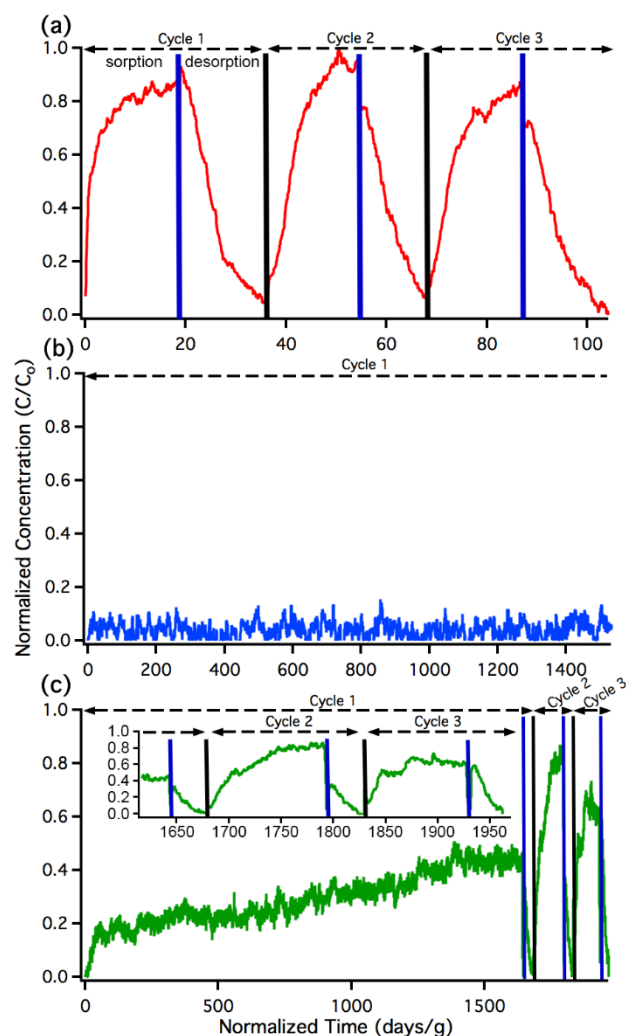 (a)
Cycle 1 Cycle 2 Cycle 3
sorption desorption
1.0
0.8
0.6
0.4
0.2
0.0
0 20 40 60 80 100
(b)
Cycle 1
1.0
0.8
0.6
0.4
0.2
0.0
0 200 400 600 800 1000 1200 1400
Normalized Concentration (C/Co)
(c)
Cycle 1 Cycle 2 Cycle 3
1.0
0.8
0.6
0.4
0.2
0.0
Cycle 2 Cycle 3
1.0
0.8
0.6
0.4
0.2
0.0
1650 1700 1750 1800 1850 1900 1950
0 500 1000 1500
Normalized Time (days/g)